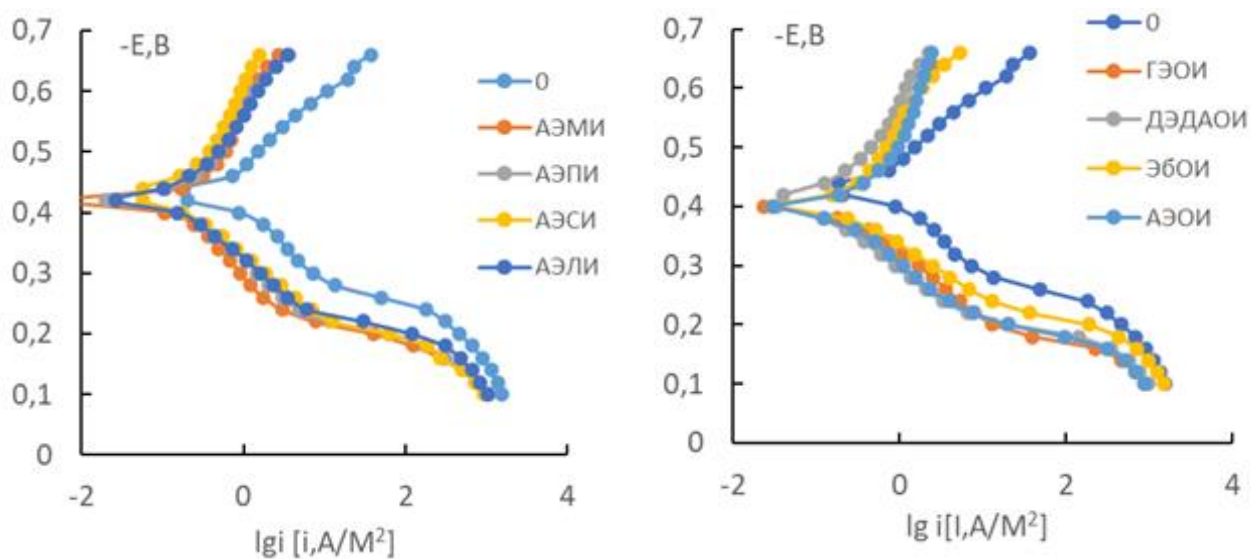 -E,В
0,7
0,6
0,5
0,4
0,3
0,2
0,1
0
-2
0
2
4
lgi [i,A/M²]
0
АЭМИ
АЭПИ
АЭСИ
АЭЛИ
-E,В
0,7
0,6
0,5
0,4
0,3
0,2
0,1
0
-2
0
2
4
lg i[I,A/M²]
0
ГЭОИ
ДЭДАОИ
ЭбОИ
АЭОИ